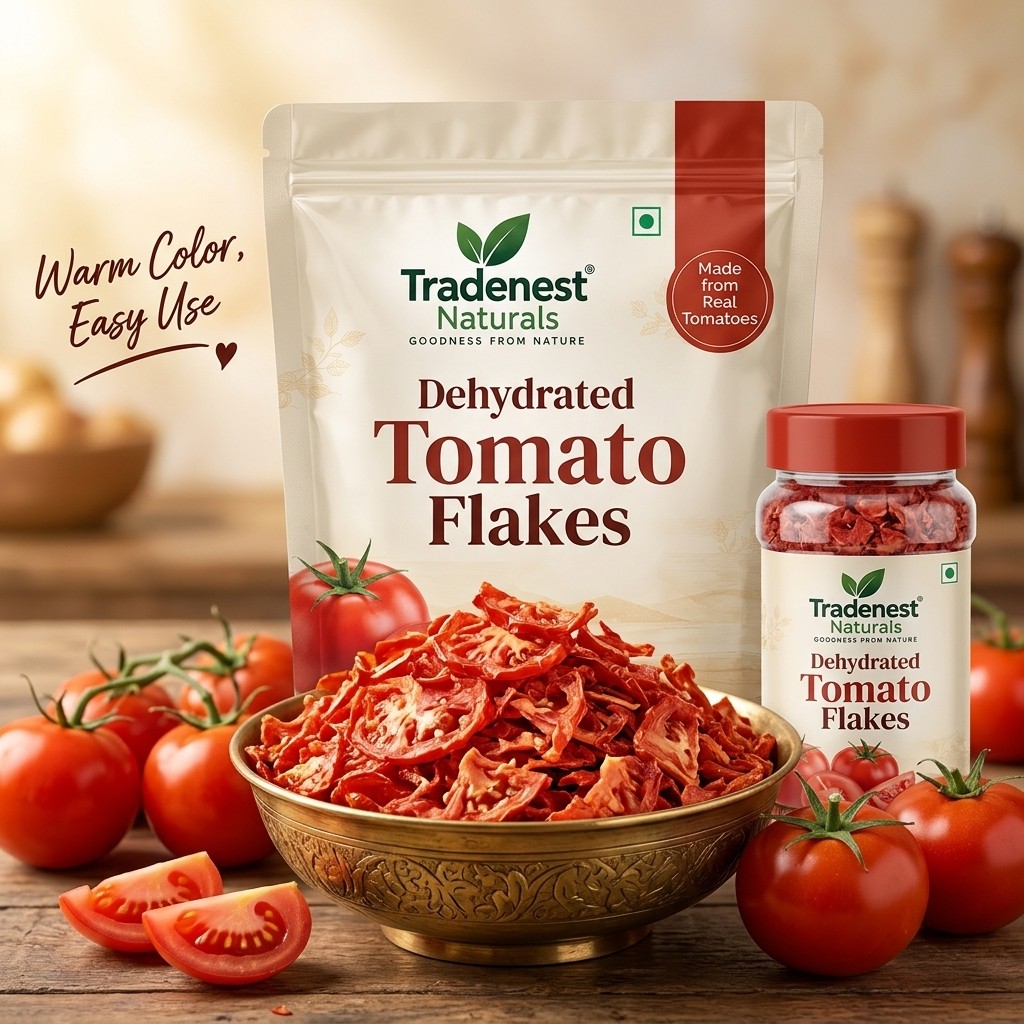 Warm Color,
Easy Use
Tradenest®
Naturals
GOODNESS FROM NATURE
Made
from
Real
Tomatoes
Dehydrated
Tomato
Flakes
Tradenest®
Naturals
GOODNESS FROM NATURE
Dehydrated
Tomato
Flakes